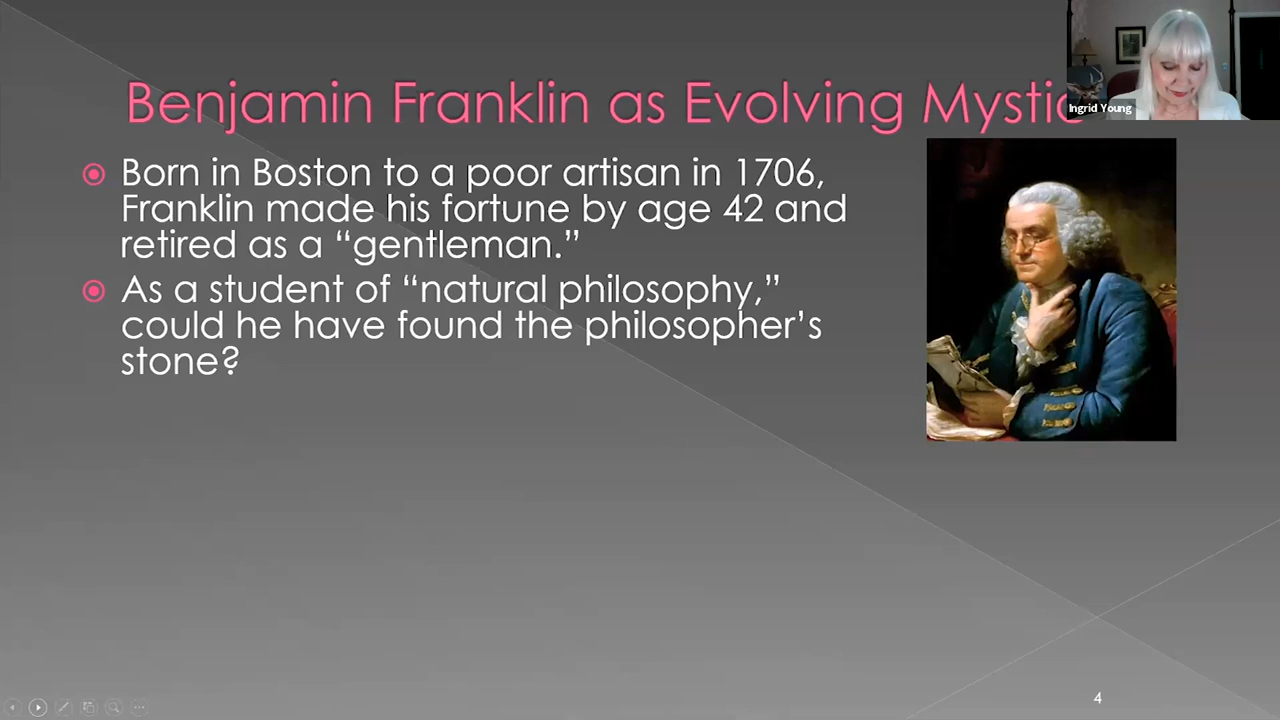 Benjamin Franklin as Evolving Mystic
Ingrid Young
Born in Boston to a poor artisan in 1706,
Franklin made his fortune by age 42 and
retired as a “gentleman.”
As a student of “natural philosophy,”
could he have found the philosopher’s
stone?
4